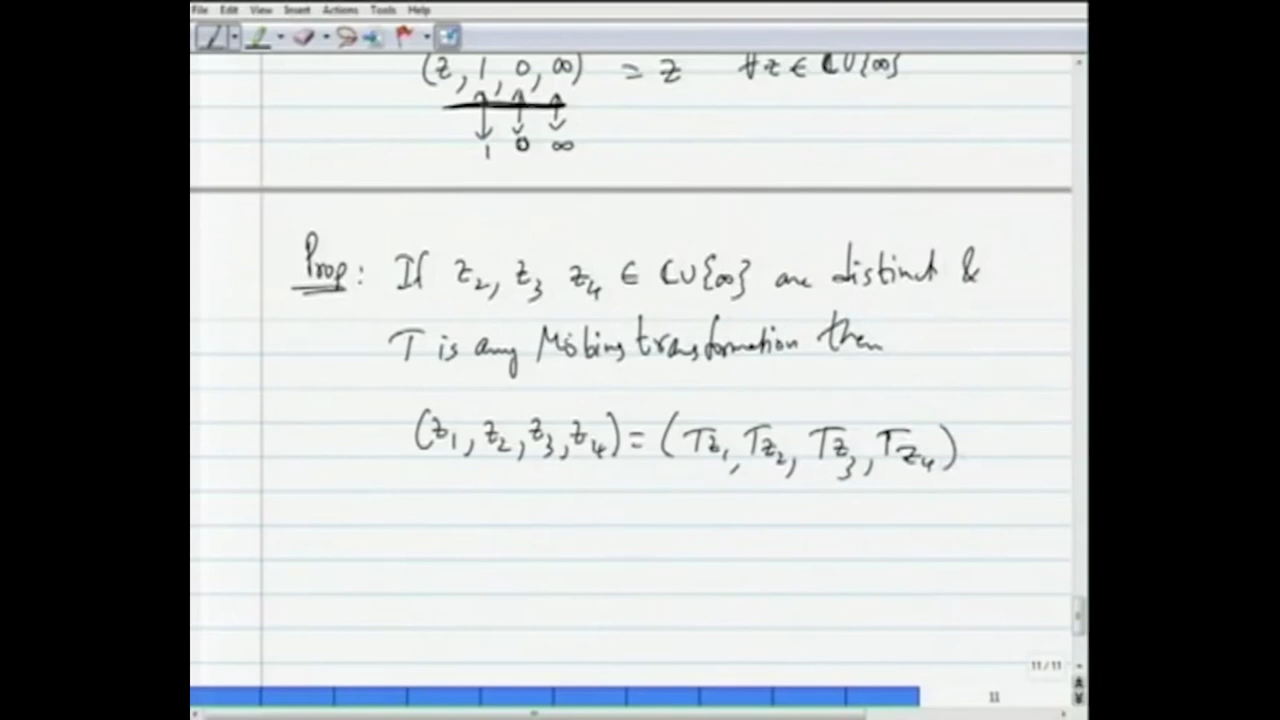 File Edit View Insert Actions Tools Help
(z, 1, 0, ∞) = z ∀ z ∈ ℂ∪{∞}
1 0 ∞
Prop: If z₂, z₃ z₄ ∈ ℂ∪{∞} are distinct &
T is any Möbius transformation then
(z₁, z₂, z₃, z₄) = (Tz₁, Tz₂, Tz₃, Tz₄)
11/11
11